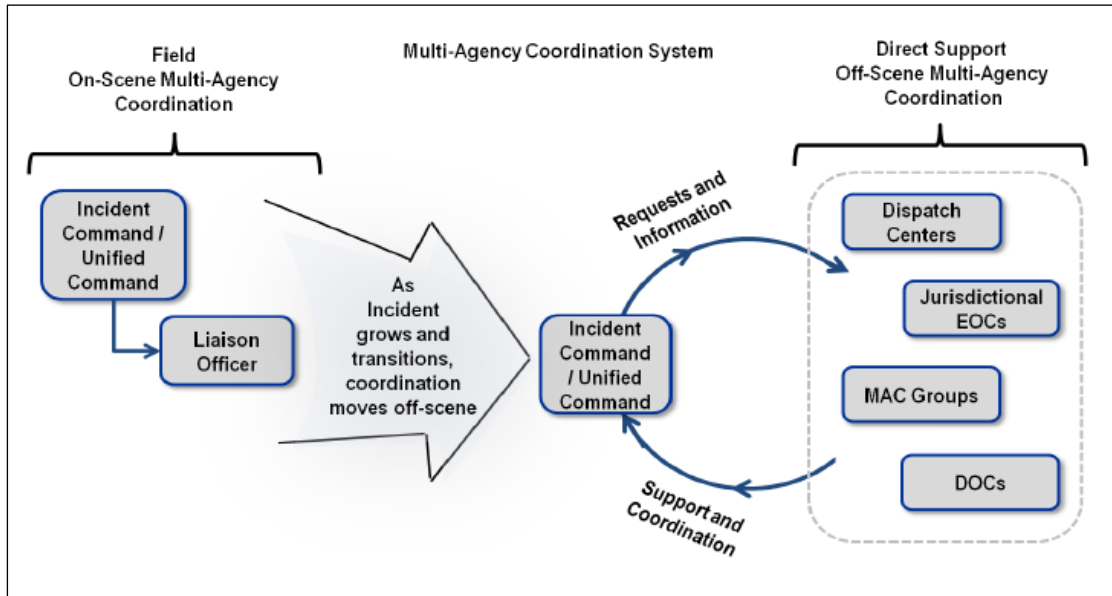 Field
On-Scene Multi-Agency
Coordination
Multi-Agency Coordination System
Direct Support
Off-Scene Multi-Agency
Coordination
Incident
Command /
Unified
Command
Liaison
Officer
As
Incident
grows and
transitions,
coordination
moves off-scene
Incident
Command
/ Unified
Command
Requests and
Information
Support and
Coordination
Dispatch
Centers
Jurisdictional
EOCs
MAC Groups
DOCs